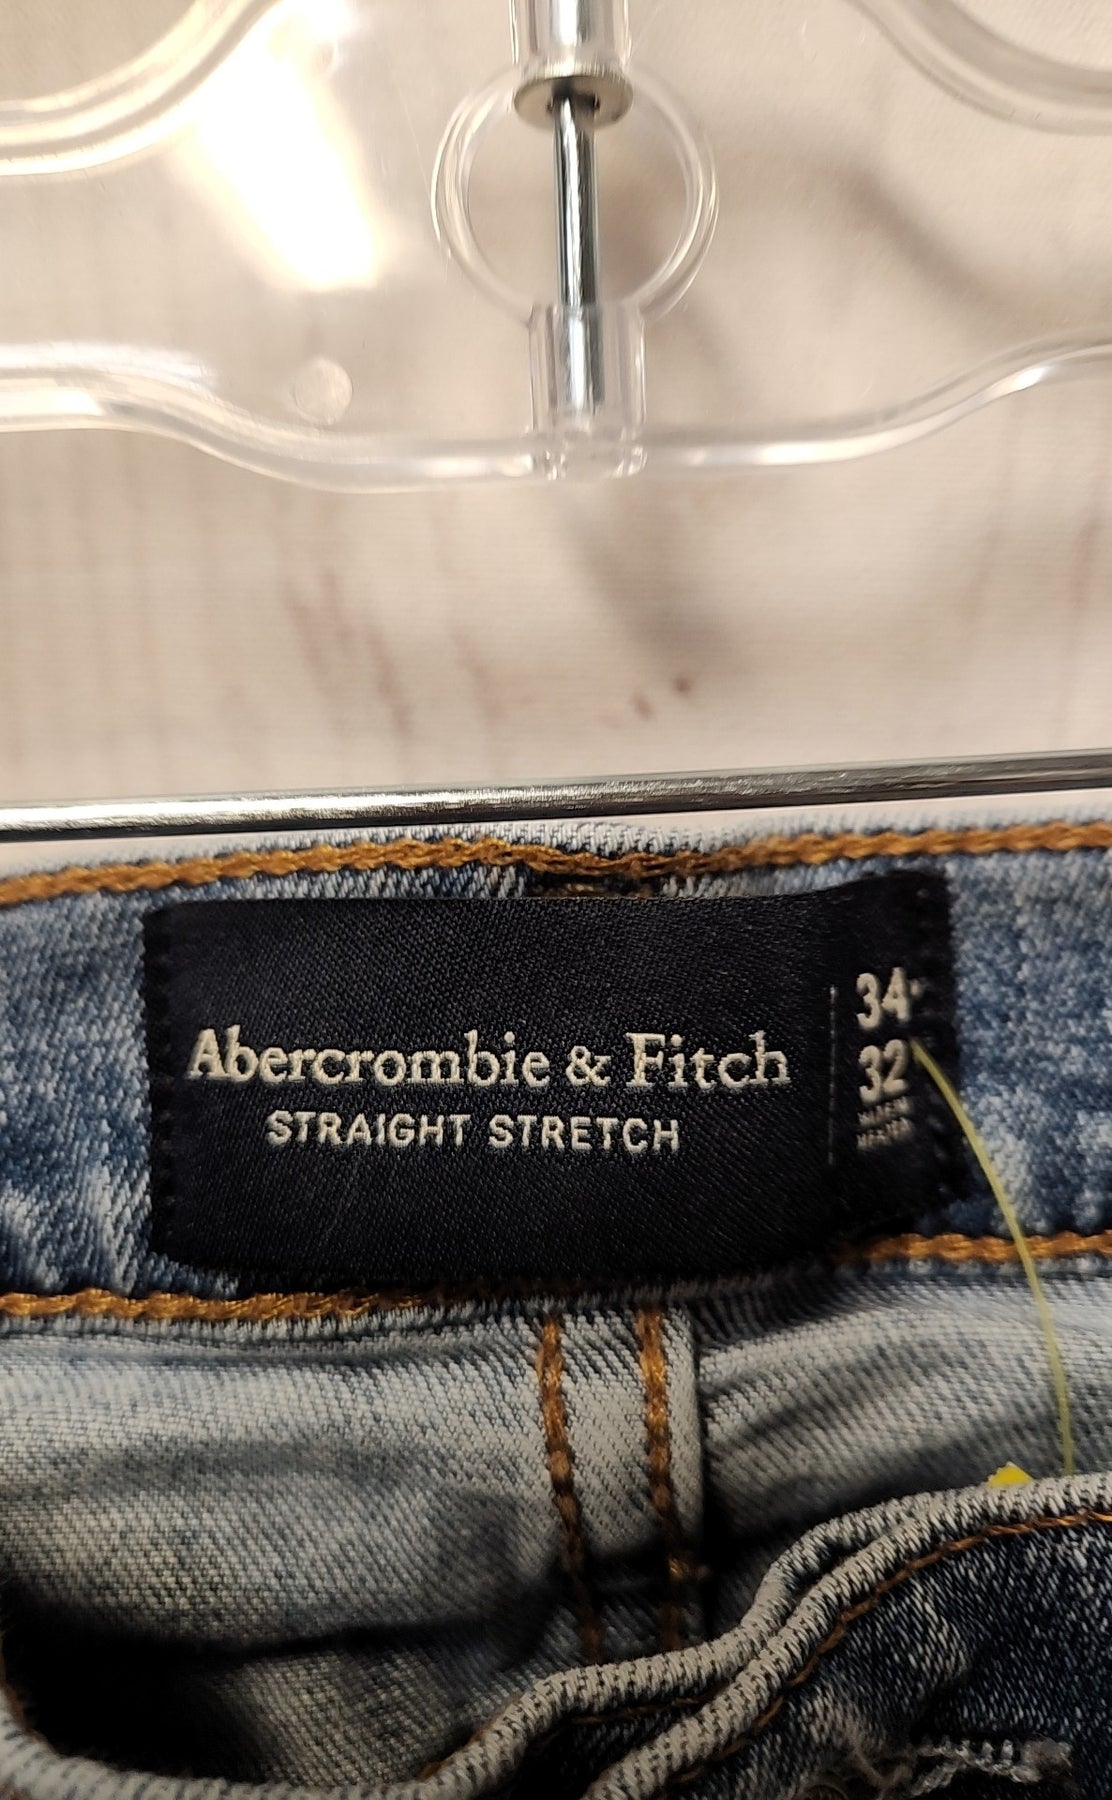 Abercrombie & Fitch
STRAIGHT STRETCH
34
32